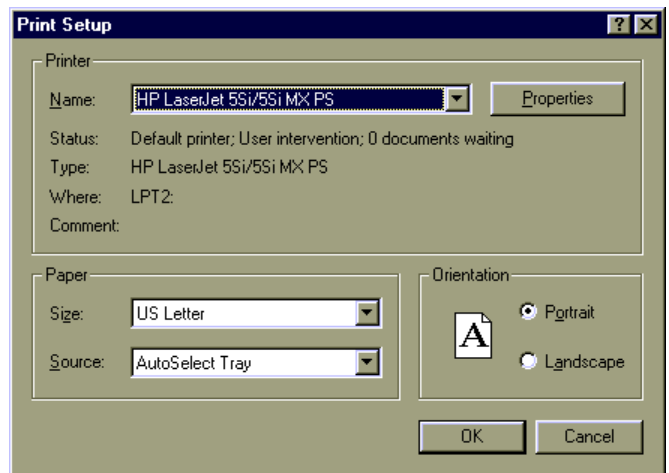 Print Setup
Printer
Name: HP LaserJet 5Si/5Si MX PS Properties
Status: Default printer; User intervention; 0 documents waiting
Type: HP LaserJet 5Si/5Si MX PS
Where: LPT2:
Comment:
Paper
Size: US Letter
Source: AutoSelect Tray
Orientation
A
Portrait
Landscape
OK Cancel